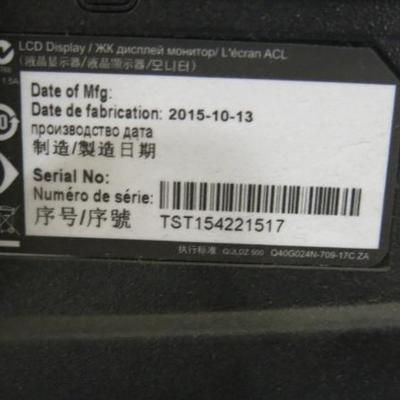 LCD Display / ЖК дисплей монитор/ L'écran ACL
(液晶显示器/液晶顯示器/모니터)
1.5A
Date of Mfg:
Date de fabrication: 2015-10-13
производство дата
制造/製造日期
Serial No:
Numéro de série:
序号/序號 TST154221517
执行标准 Q40G024N-709-17C ZA